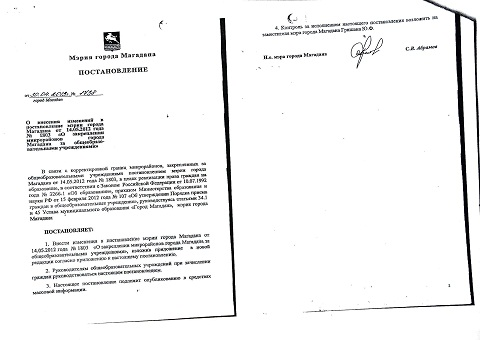 Мэрия города Магадана
ПОСТАНОВЛЕНИЕ
город Магадан
О внесении изменений в
постановление мэрии города
Магадана от 14.05.2012 года
№ 1803 «О закреплении
микрорайонов города
Магадана за общеобразо-
вательными учреждениями»
В связи с корректировкой границ микрорайонов, закрепленных за
общеобразовательными учреждениями постановлением мэрии города
Магадана от 14.05.2012 года № 1803, в целях реализации права граждан на
образование, в соответствии с Законом Российской Федерации от 10.07.1992
года № 3266-1 «Об образовании», приказом Министерства образования и
науки РФ от 15 февраля 2012 года № 107 «Об утверждении Порядка приема
граждан в общеобразовательные учреждения», руководствуясь статьями 34.1
и 45 Устава муниципального образования «Город Магадан», мэрия города
Магадана
ПОСТАНОВЛЯЕТ:
1. Внести изменения в постановление мэрии города Магадана от
14.05.2012 года № 1803 «О закреплении микрорайонов города Магадана за
общеобразовательными учреждениями», изложив приложение в новой
редакции согласно приложению к настоящему постановлению.
2. Руководителям общеобразовательных учреждений при зачислении
граждан руководствоваться настоящим постановлением.
3. Настоящее постановление подлежит опубликованию в средствах
массовой информации.
4. Контроль за исполнением настоящего постановления возложить на
заместителя мэра города Магадана Гришана Ю.Ф.
И.о. мэра города Магадана С.В. Абрамов